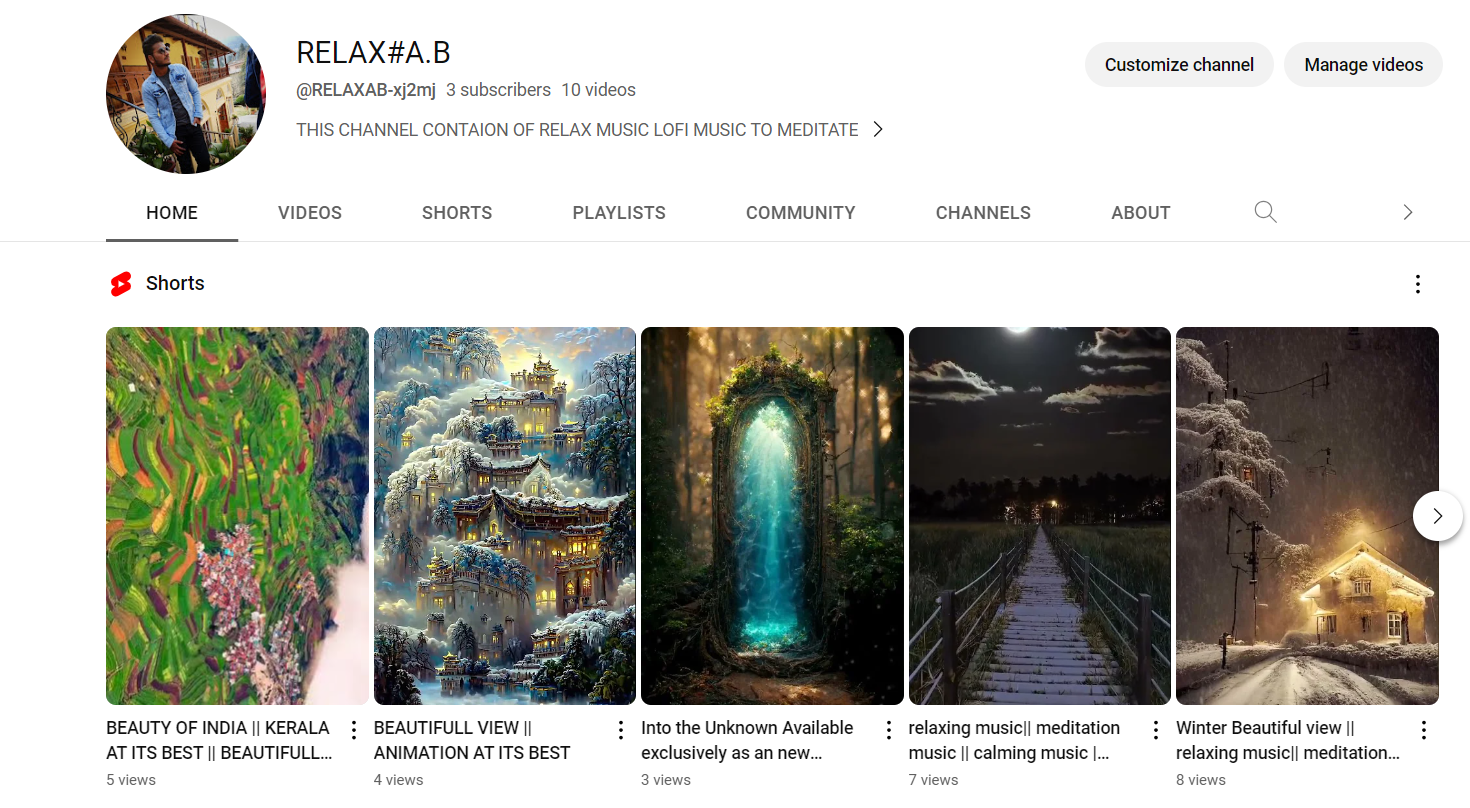 RELAX#A.B
Customize channel
Manage videos
@RELAXAB-xj2mj 3 subscribers 10 videos
THIS CHANNEL CONTAION OF RELAX MUSIC LOFI MUSIC TO MEDITATE
HOME VIDEOS SHORTS PLAYLISTS COMMUNITY CHANNELS ABOUT
Shorts
BEAUTY OF INDIA || KERALA
AT ITS BEST || BEAUTIFULL...
5 views
BEAUTIFULL VIEW ||
ANIMATION AT ITS BEST
4 views
Into the Unknown Available
exclusively as an new...
3 views
relaxing music|| meditation
music || calming music |...
7 views
Winter Beautiful view ||
relaxing music|| meditation...
8 views